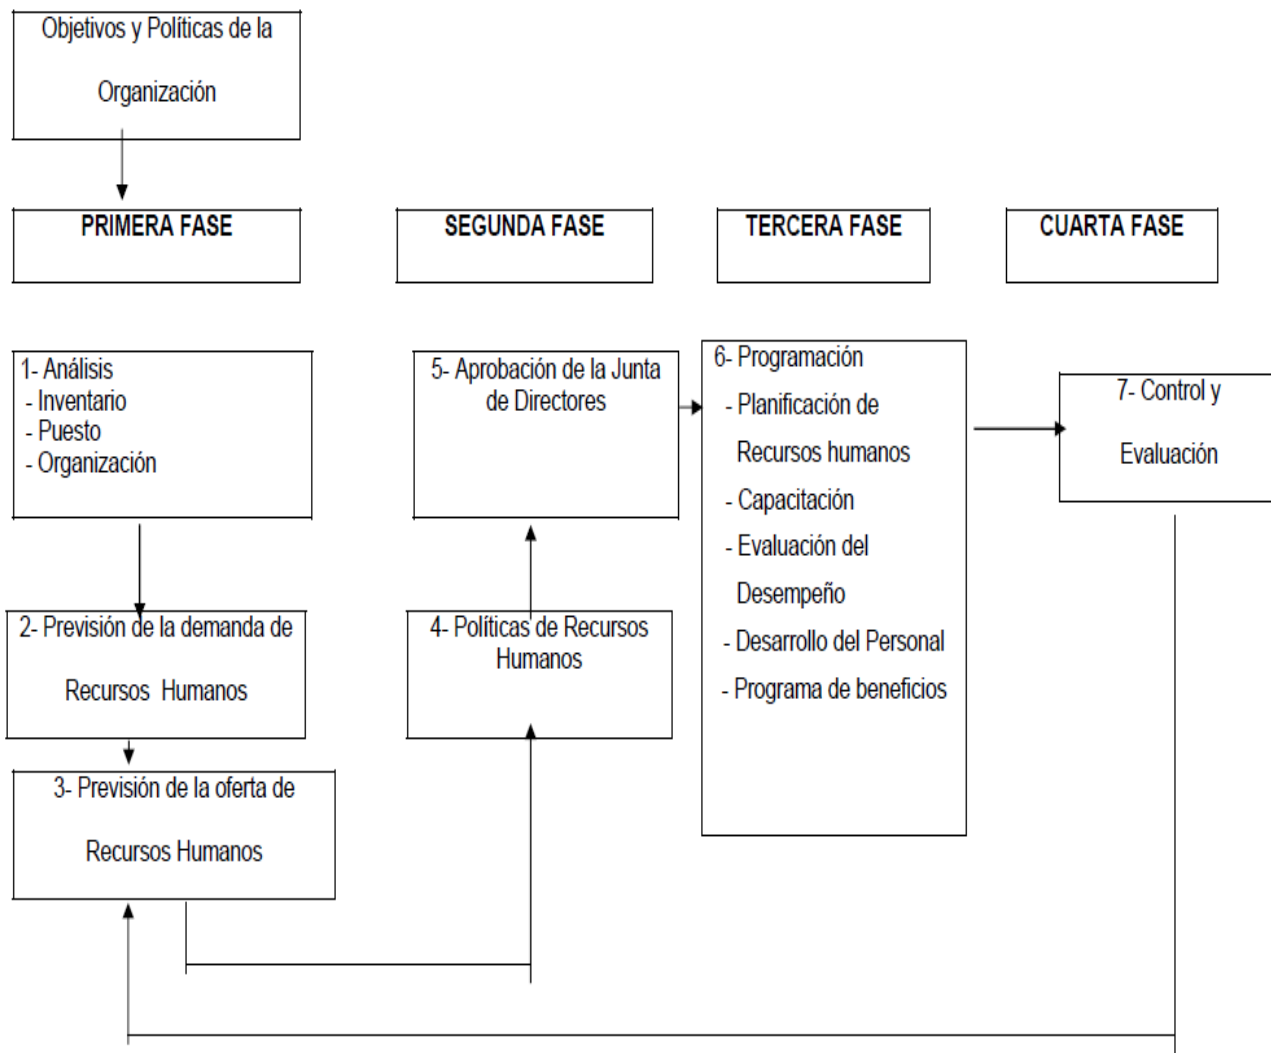 Objetivos y Políticas de la
Organización
PRIMERA FASE
SEGUNDA FASE
TERCERA FASE
CUARTA FASE
1- Análisis
- Inventario
- Puesto
- Organización
2- Previsión de la demanda de
Recursos Humanos
3- Previsión de la oferta de
Recursos Humanos
5- Aprobación de la Junta
de Directores
4- Políticas de Recursos
Humanos
6- Programación
- Planificación de
Recursos humanos
- Capacitación
- Evaluación del
Desempeño
- Desarrollo del Personal
- Programa de beneficios
7- Control y
Evaluación